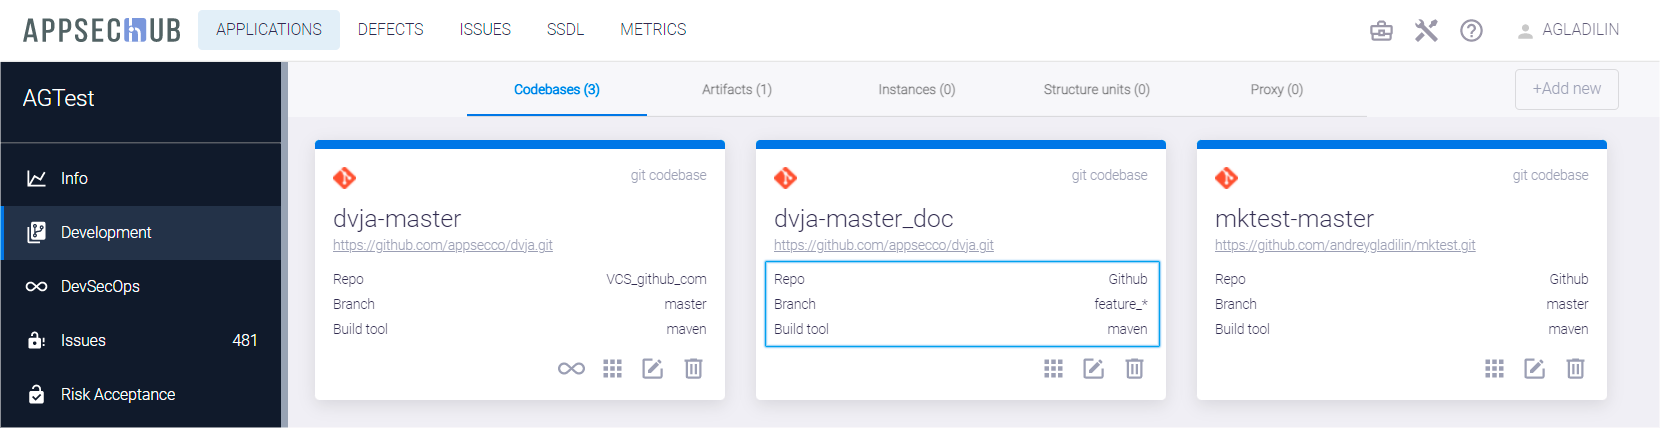 APPSECHUB APPLICATIONS DEFECTS ISSUES SSDL METRICS AGLADILIN
AGTest
Codebases (3) Artifacts (1) Instances (0) Structure units (0) Proxy (0) +Add new
Info
Development
DevSecOps
Issues 481
Risk Acceptance
git codebase
dvja-master
https://github.com/appsecco/dvja.git
Repo VCS_github_com
Branch master
Build tool maven
git codebase
dvja-master_doc
https://github.com/appsecco/dvja.git
Repo Github
Branch feature_*
Build tool maven
git codebase
mktest-master
https://github.com/andreygladilin/mktest.git
Repo Github
Branch master
Build tool maven